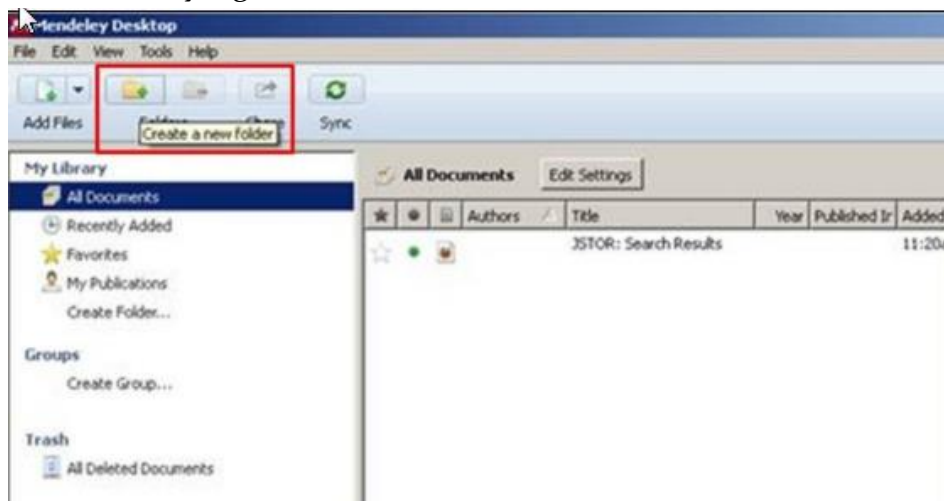 Mendeley Desktop
File Edit View Tools Help
Add Files Sync
Create a new folder
My Library
All Documents
Recently Added
Favorites
My Publications
Create Folder...
Groups
Create Group...
Trash
All Deleted Documents
All Documents Edit Settings
Authors Title Year Published In Added
JSTOR: Search Results 11:20a